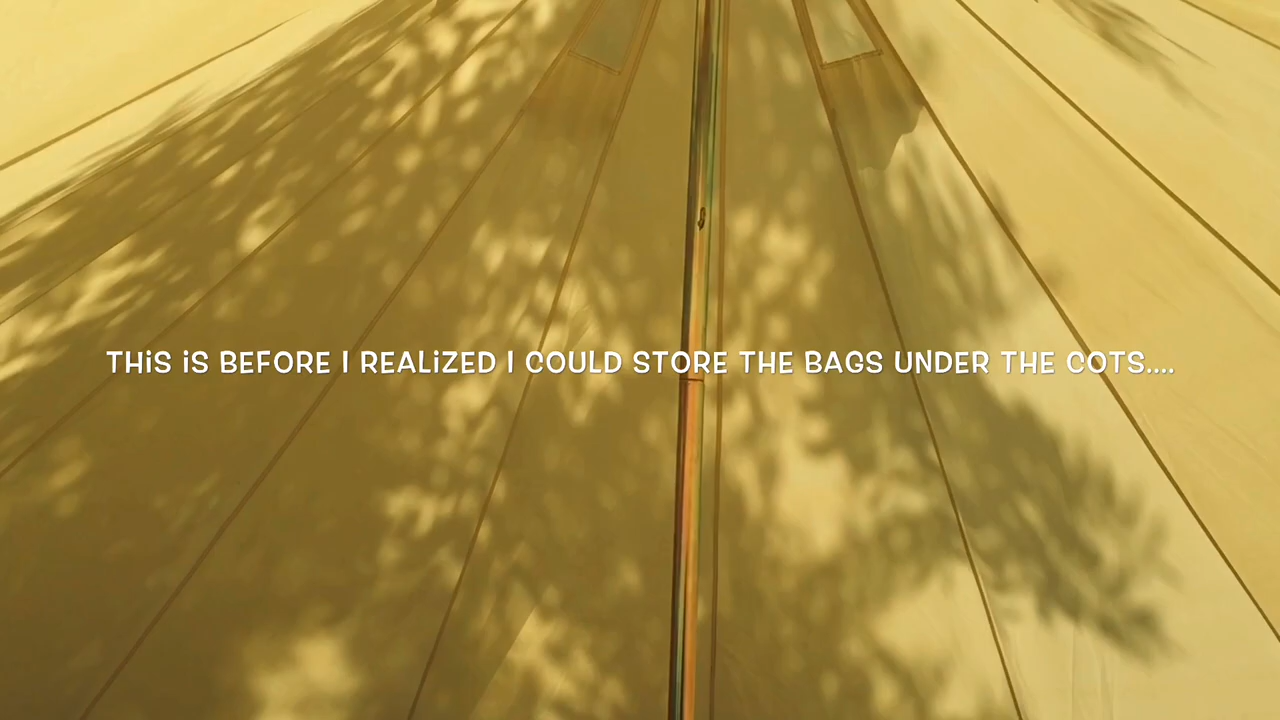 THiS iS BEFORE I REALiZED I COULD STORE THE BAGS UNDER THE COTS....